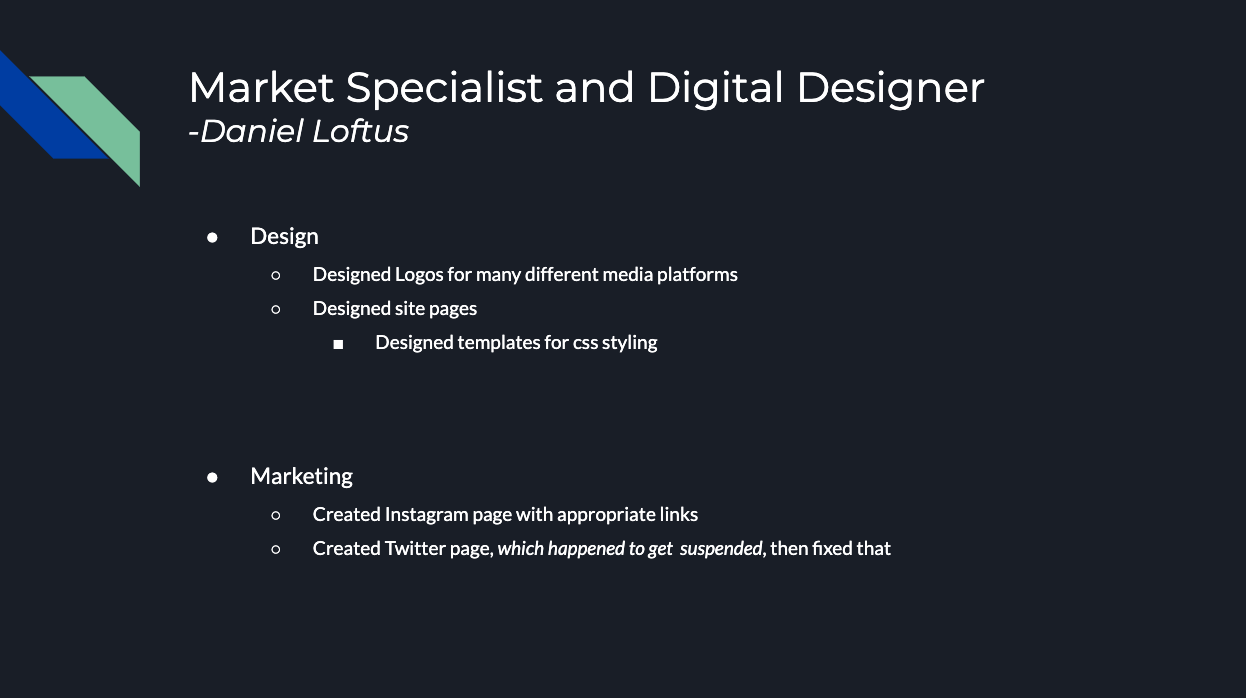 Market Specialist and Digital Designer
-Daniel Loftus
● Design
○ Designed Logos for many different media platforms
○ Designed site pages
■ Designed templates for css styling
● Marketing
○ Created Instagram page with appropriate links
○ Created Twitter page, which happened to get  suspended, then fixed that